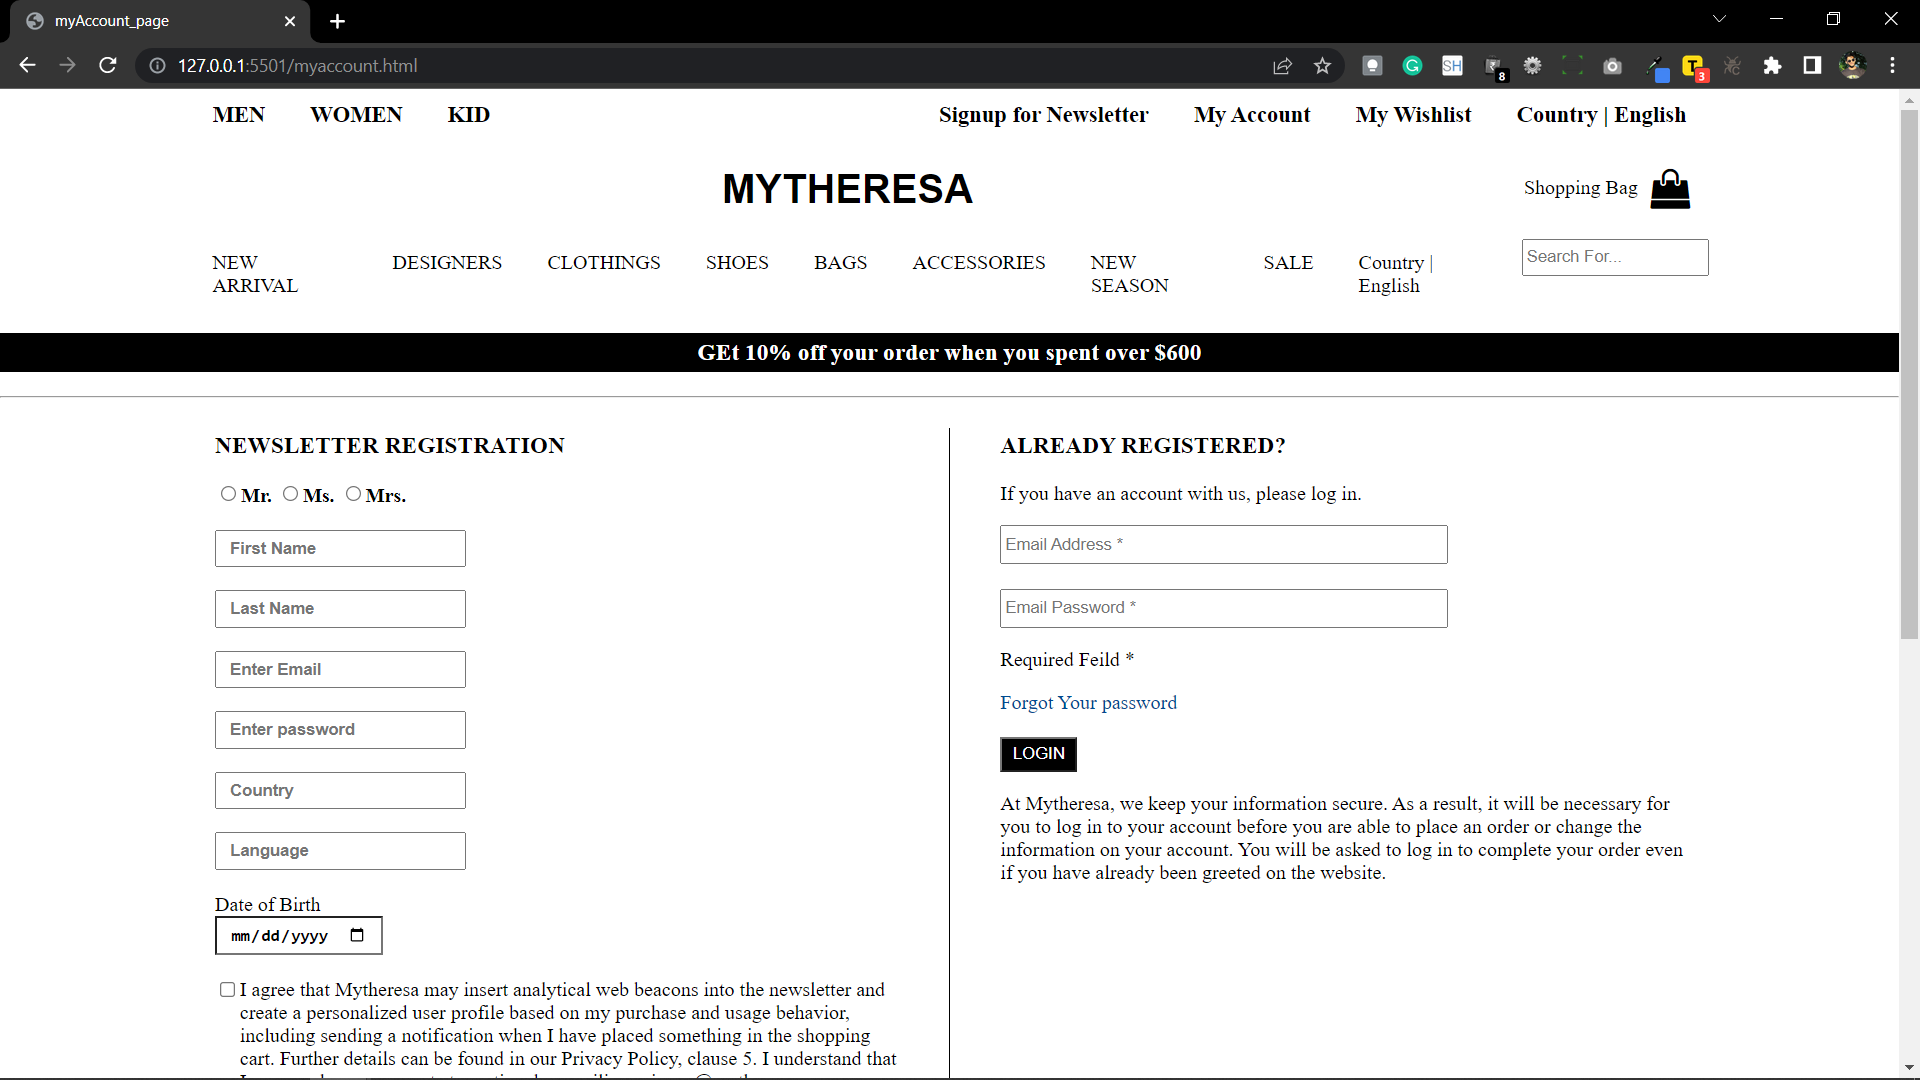 myAccount_page
127.0.0.1:5501/myaccount.html
SH
8
T
3
MEN WOMEN KID Signup for Newsletter My Account My Wishlist Country | English
MYTHERESA
Shopping Bag
NEW ARRIVAL DESIGNERS CLOTHINGS SHOES BAGS ACCESSORIES NEW SEASON SALE Country | English
Search For...
GEt 10% off your order when you spent over $600
NEWSLETTER REGISTRATION
Mr. Ms. Mrs.
First Name
Last Name
Enter Email
Enter password
Country
Language
Date of Birth
mm/dd/yyyy
I agree that Mytheresa may insert analytical web beacons into the newsletter and
create a personalized user profile based on my purchase and usage behavior,
including sending a notification when I have placed something in the shopping
cart. Further details can be found in our Privacy Policy, clause 5. I understand that
ALREADY REGISTERED?
If you have an account with us, please log in.
Email Address *
Email Password *
Required Feild *
Forgot Your password
LOGIN
At Mytheresa, we keep your information secure. As a result, it will be necessary for
you to log in to your account before you are able to place an order or change the
information on your account. You will be asked to log in to complete your order even
if you have already been greeted on the website.